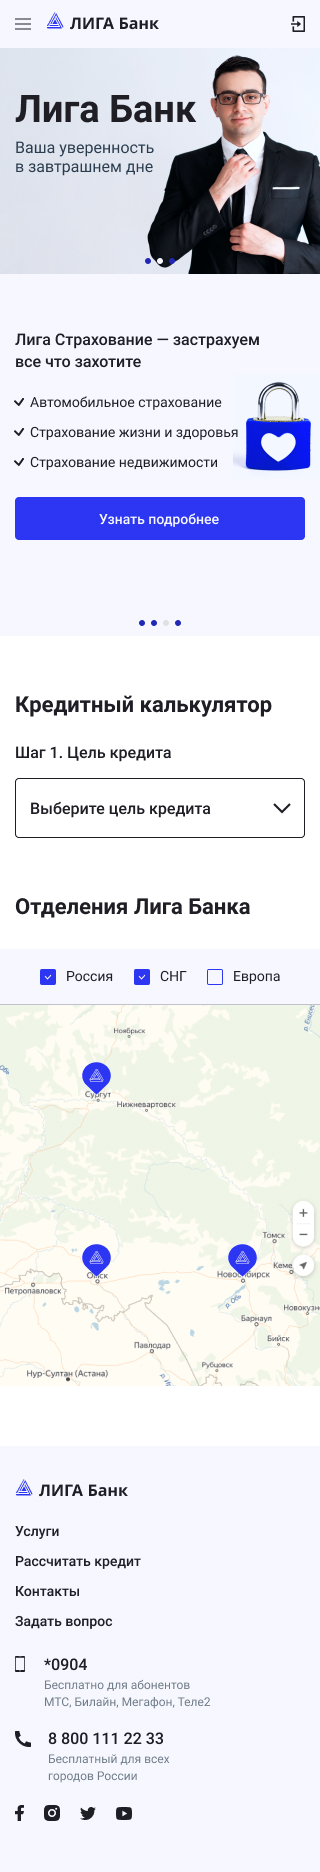 ЛИГА Банк
Лига Банк
Ваша уверенность
в завтрашнем дне
Лига Страхование — застрахуем
все что захотите
Автомобильное страхование
Страхование жизни и здоровья
Страхование недвижимости
Узнать подробнее
Кредитный калькулятор
Шаг 1. Цель кредита
Выберите цель кредита
Отделения Лига Банка
Россия
СНГ
Европа
Ноябрьск
Сургут
Нижневартовск
Томск
Омск
Новосибирск
Кеме
Петропавловск
р. Обь
Новокузн
Барнаул
Бийск
Павлодар
Рубцовск
Нур-Султан (Астана)
ЛИГА Банк
Услуги
Рассчитать кредит
Контакты
Задать вопрос
*0904
Бесплатно для абонентов
МТС, Билайн, Мегафон, Теле2
8 800 111 22 33
Бесплатный для всех
городов России